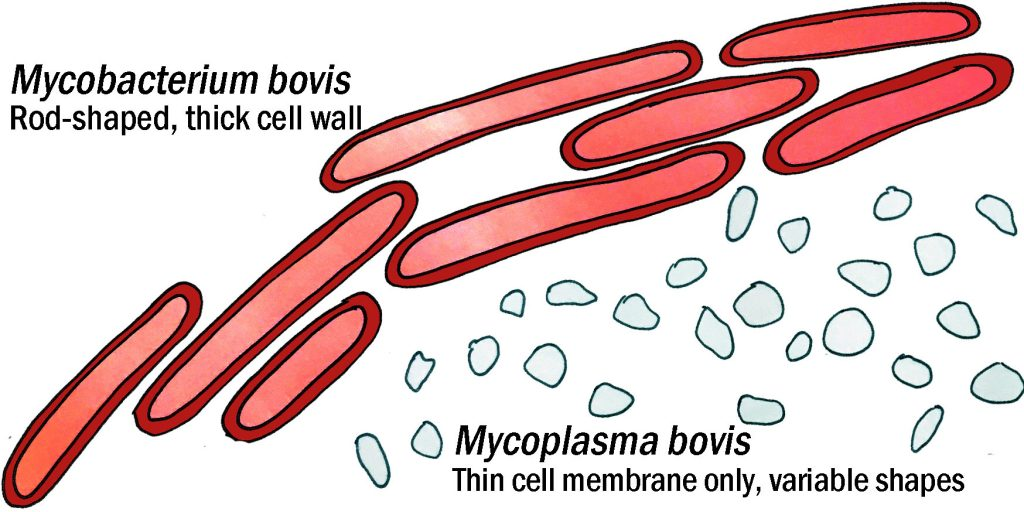 Mycobacterium bovis
Rod-shaped, thick cell wall
Mycoplasma bovis
Thin cell membrane only, variable shapes